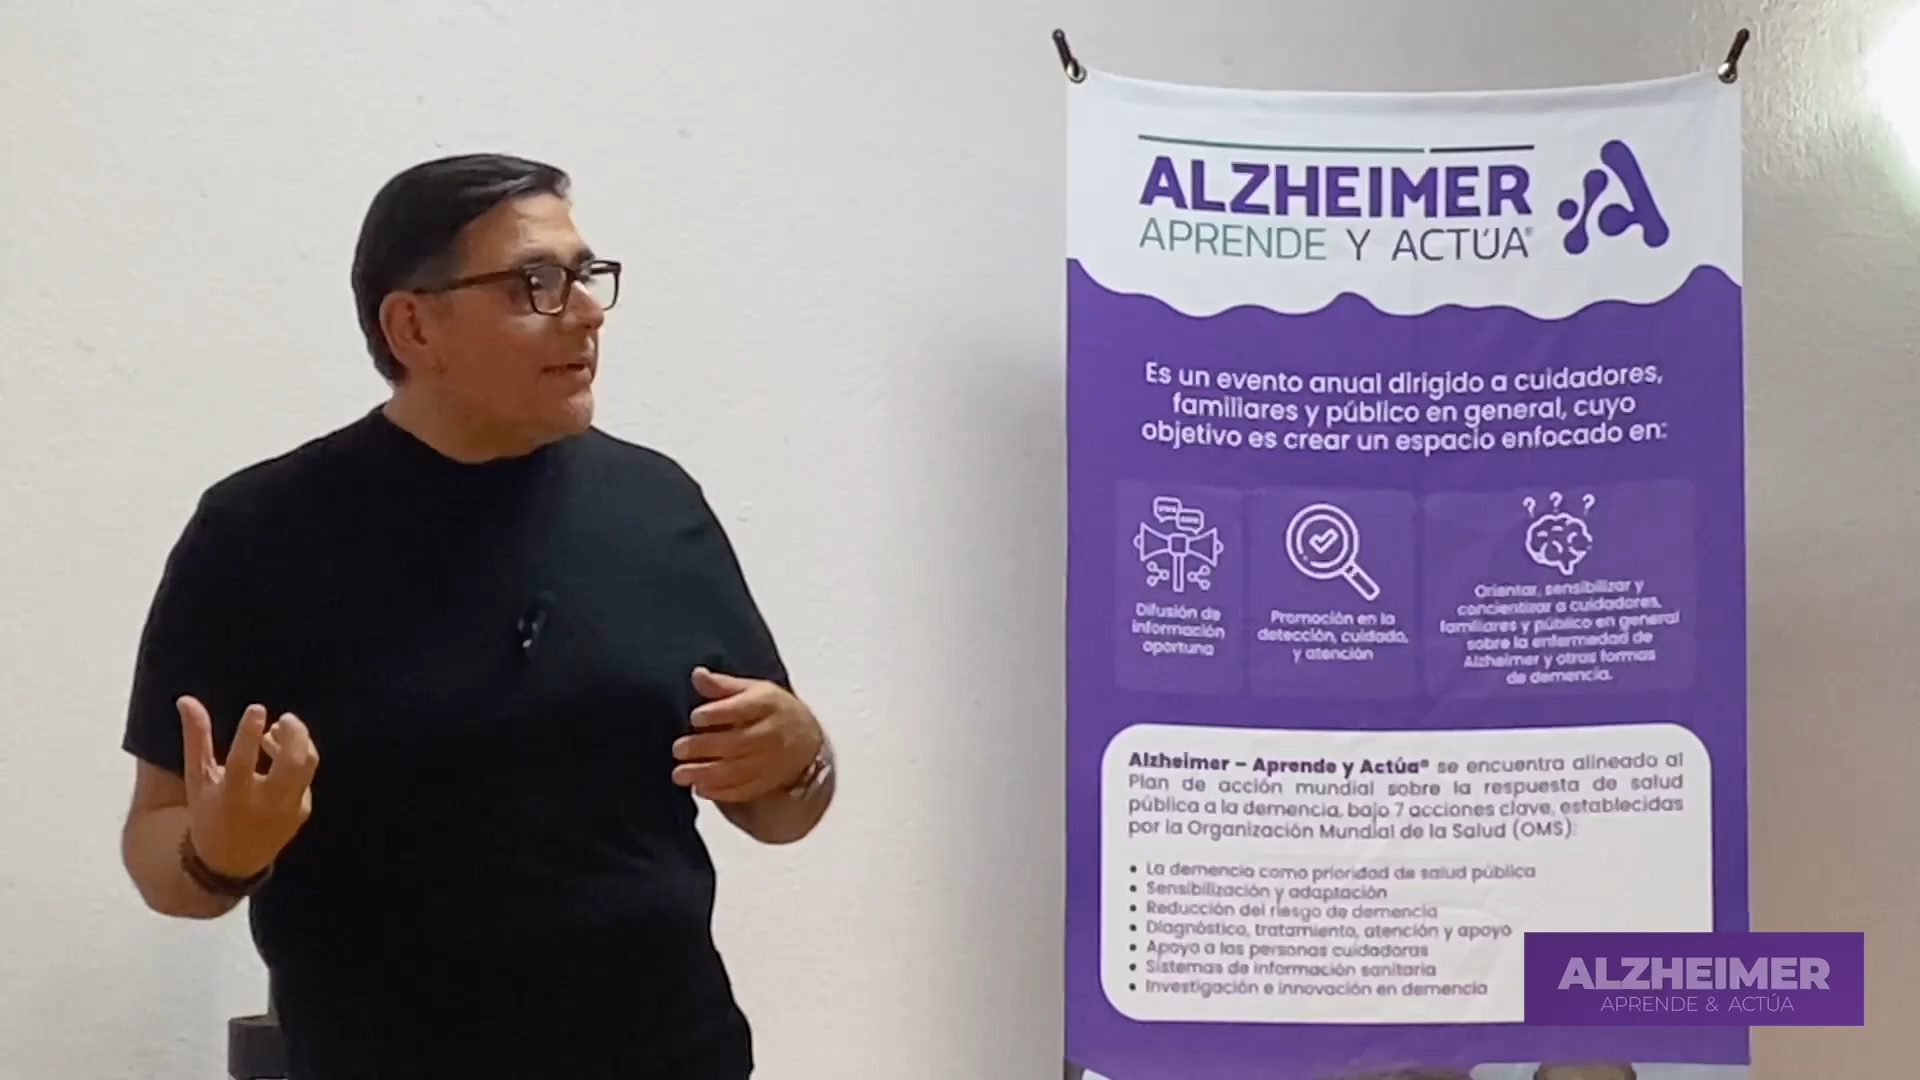 ALZHEIMER
APRENDE Y ACTÚA®
Es un evento anual dirigido a cuidadores,
familiares y público en general, cuyo
objetivo es crear un espacio enfocado en:
Difusión de
información
oportuna
Promoción en la
detección, cuidado,
y atención
Orientar, sensibilizar y
concientizar a cuidadores,
familiares y público en general
sobre la enfermedad de
Alzheimer y otras formas
de demencia.
Alzheimer – Aprende y Actúa® se encuentra alineado al
Plan de acción mundial sobre la respuesta de salud
pública a la demencia, bajo 7 acciones clave, establecidas
por la Organización Mundial de la Salud (OMS):
• La demencia como prioridad de salud pública
• Sensibilización y adaptación
• Reducción del riesgo de demencia
• Diagnóstico, tratamiento, atención y apoyo
• Apoyo a las personas cuidadoras
• Sistemas de información sanitaria
• Investigación e innovación en demencia
ALZHEIMER
APRENDE & ACTÚA